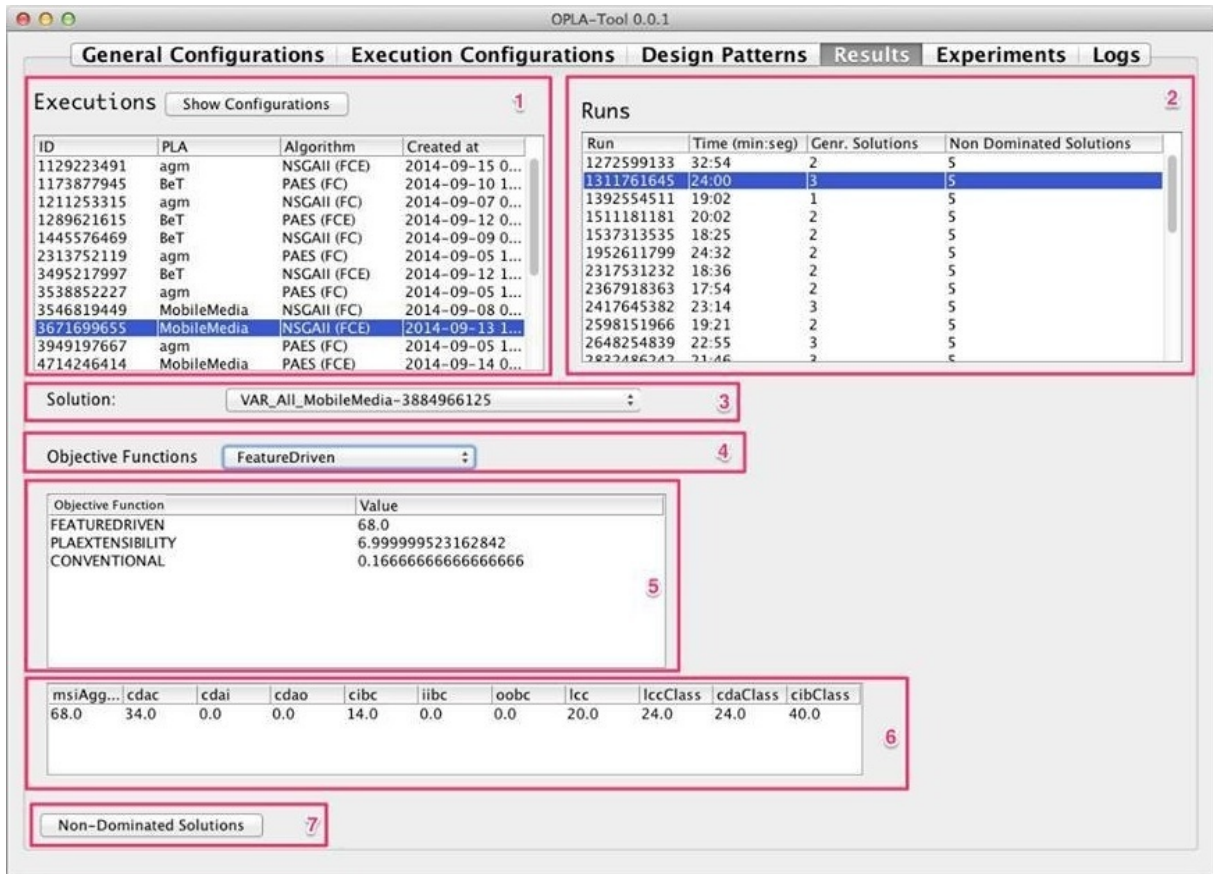 OPLA-Tool 0.0.1
General Configurations Execution Configurations Design Patterns Results Experiments Logs
Executions Show Configurations 1
ID PLA Algorithm Created at
1129223491 agm NSGAII (FCE) 2014-09-15 0...
1173877945 BeT PAES (FC) 2014-09-10 1...
1211253315 agm NSGAII (FC) 2014-09-07 0...
1289621615 BeT PAES (FCE) 2014-09-12 0...
1445576469 BeT NSGAII (FC) 2014-09-09 0...
2313752119 agm PAES (FC) 2014-09-05 1...
3495217997 BeT NSGAII (FCE) 2014-09-12 1...
3538852227 agm PAES (FC) 2014-09-05 1...
3546819449 MobileMedia NSGAII (FC) 2014-09-08 0...
3671699655 MobileMedia NSGAII (FCE) 2014-09-13 1...
3949197667 agm PAES (FC) 2014-09-05 1...
4714246414 MobileMedia PAES (FCE) 2014-09-14 0...
Runs 2
Run Time (min:seg) Genr. Solutions Non Dominated Solutions
1272599133 32:54 2 5
1311761645 24:00 3 5
1392554511 19:02 1 5
1511181181 20:02 2 5
1537313535 18:25 2 5
1952611799 24:32 2 5
2317531232 18:36 2 5
2367918363 17:54 2 5
2417645382 23:14 3 5
2598151966 19:21 2 5
2648254839 22:55 3 5
2832486242 21:46 3 5
Solution: VAR_All_MobileMedia-3884966125 3
Objective Functions FeatureDriven 4
Objective Function Value
FEATUREDRIVEN 68.0
PLAEXTENSIBILITY 6.999999523162842
CONVENTIONAL 0.16666666666666666
5
msiAgg... cdac cdai cdao cibc iibc oobc lcc lccClass cdaClass cibClass
68.0 34.0 0.0 0.0 14.0 0.0 0.0 20.0 24.0 24.0 40.0
6
Non-Dominated Solutions 7